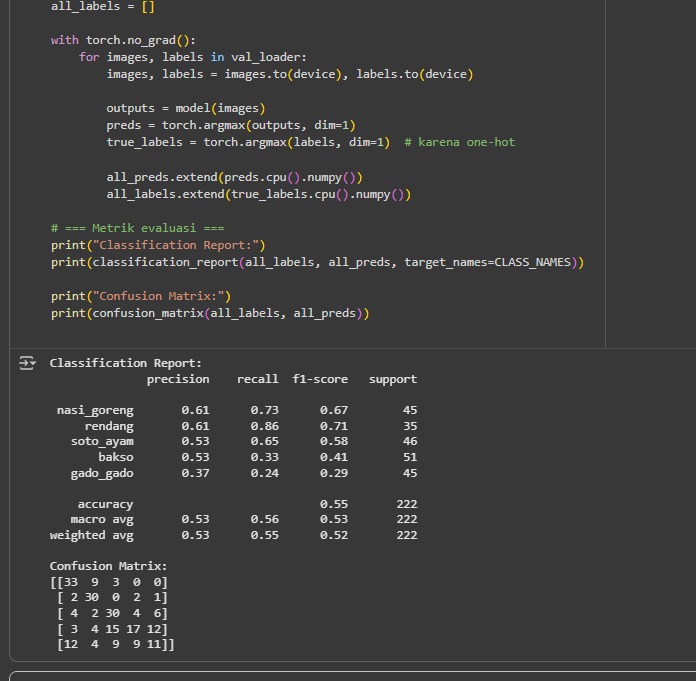 all_labels = []
with torch.no_grad():
for images, labels in val_loader:
images, labels = images.to(device), labels.to(device)
outputs = model(images)
preds = torch.argmax(outputs, dim=1)
true_labels = torch.argmax(labels, dim=1)  # karena one-hot
all_preds.extend(preds.cpu().numpy())
all_labels.extend(true_labels.cpu().numpy())
# === Metrik evaluasi ===
print("Classification Report:")
print(classification_report(all_labels, all_preds, target_names=CLASS_NAMES))
print("Confusion Matrix:")
print(confusion_matrix(all_labels, all_preds))
Classification Report:
precision recall f1-score support
nasi_goreng 0.61 0.73 0.67 45
rendang 0.61 0.86 0.71 35
soto_ayam 0.53 0.65 0.58 46
bakso 0.53 0.33 0.41 51
gado_gado 0.37 0.24 0.29 45
accuracy 0.55 222
macro avg 0.53 0.56 0.53 222
weighted avg 0.53 0.55 0.52 222
Confusion Matrix:
[[33 9 3 0 0]
[ 2 30 0 2 1]
[ 4 2 30 4 6]
[ 3 4 15 17 12]
[12 4 9 9 11]]